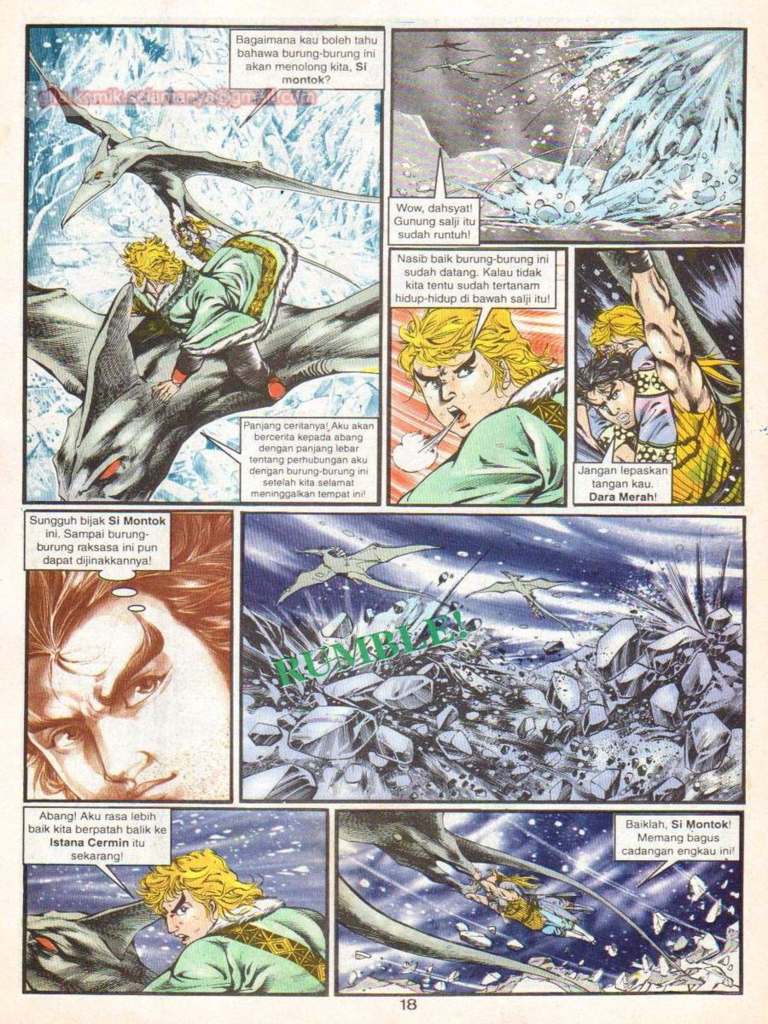 Bagaimana kau boleh tahu
bahawa burung-burung ini
akan menolong kita, Si
montok?
Panjang ceritanya! Aku akan
bercerita kepada abang
dengan panjang lebar
tentang perhubungan aku
dengan burung-burung ini
setelah kita selamat
meninggalkan tempat ini!
Wow, dahsyat!
Gunung salji itu
sudah runtuh!
Nasib baik burung-burung ini
sudah datang. Kalau tidak
kita tentu sudah tertanam
hidup-hidup di bawah salji itu!
Jangan lepaskan
tangan kau.
Dara Merah!
Sungguh bijak Si Montok
ini. Sampai burung-
burung raksasa ini pun
dapat dijinakkannya!
RUMBLE!
Abang! Aku rasa lebih
baik kita berpatah balik ke
Istana Cermin itu
sekarang!
Baiklah, Si Montok!
Memang bagus
cadangan engkau ini!
18